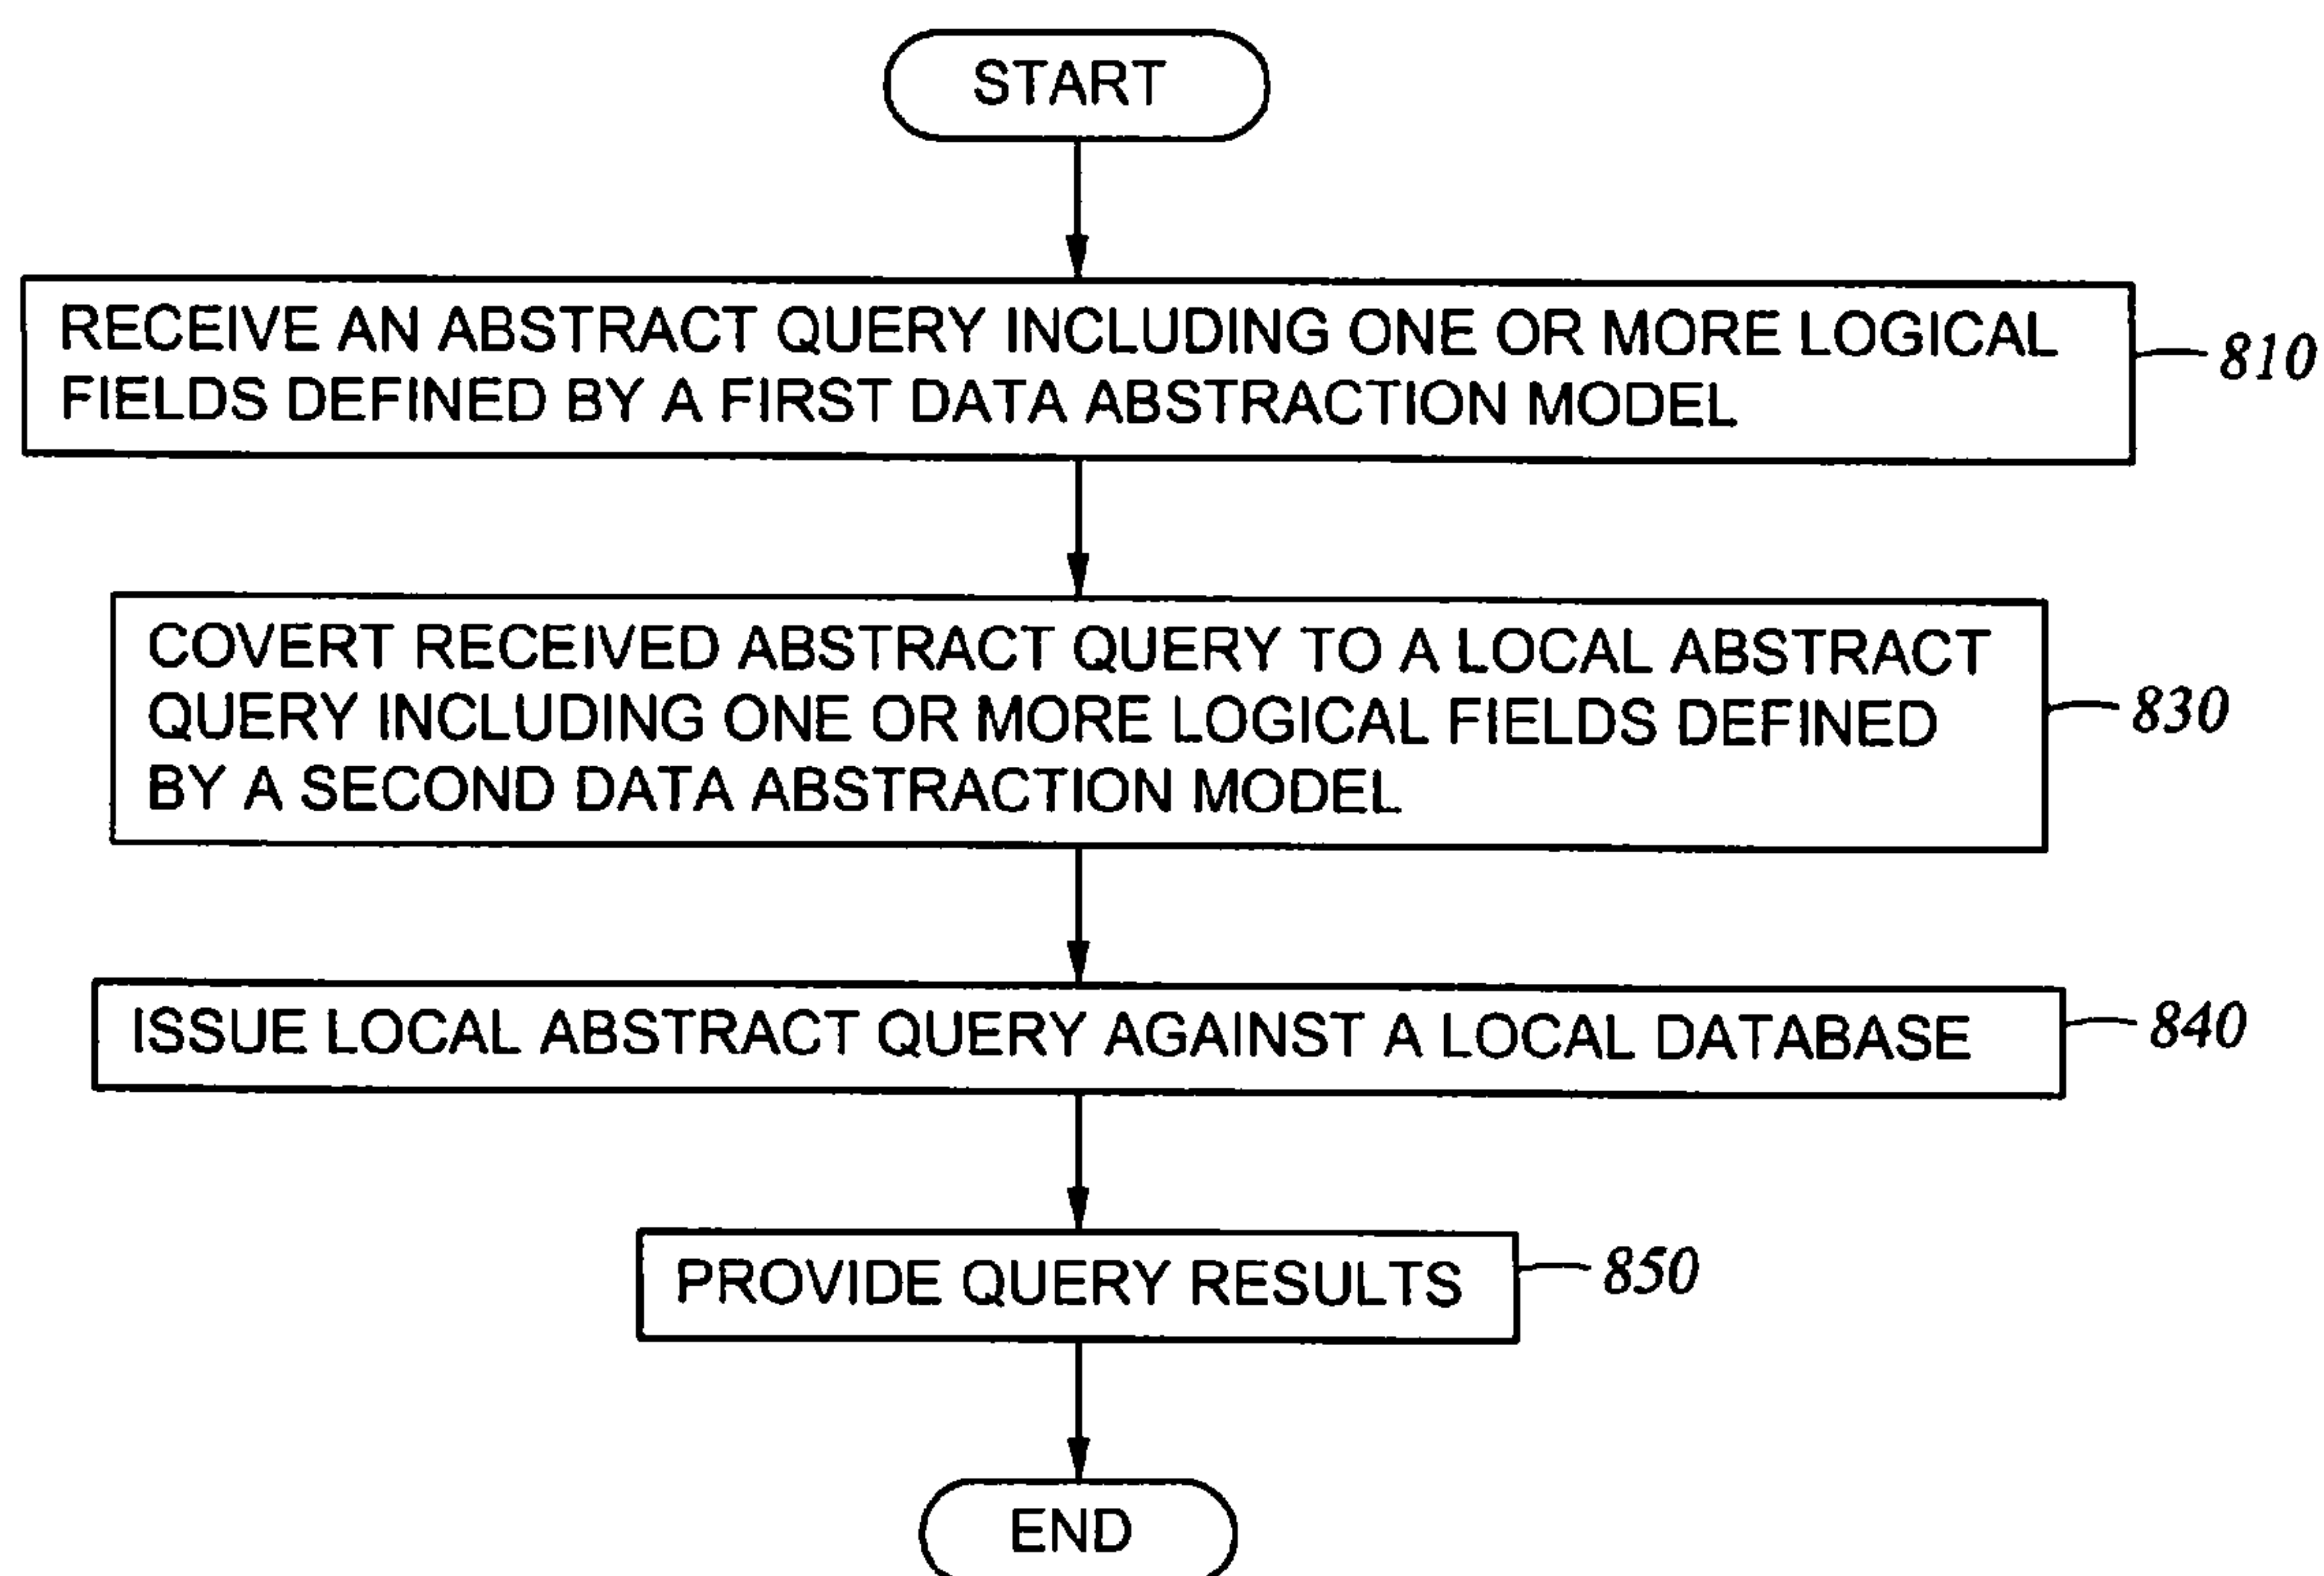 START
RECEIVE AN ABSTRACT QUERY INCLUDING ONE OR MORE LOGICAL
FIELDS DEFINED BY A FIRST DATA ABSTRACTION MODEL
810
COVERT RECEIVED ABSTRACT QUERY TO A LOCAL ABSTRACT
QUERY INCLUDING ONE OR MORE LOGICAL FIELDS DEFINED
BY A SECOND DATA ABSTRACTION MODEL
830
ISSUE LOCAL ABSTRACT QUERY AGAINST A LOCAL DATABASE
840
PROVIDE QUERY RESULTS
850
END